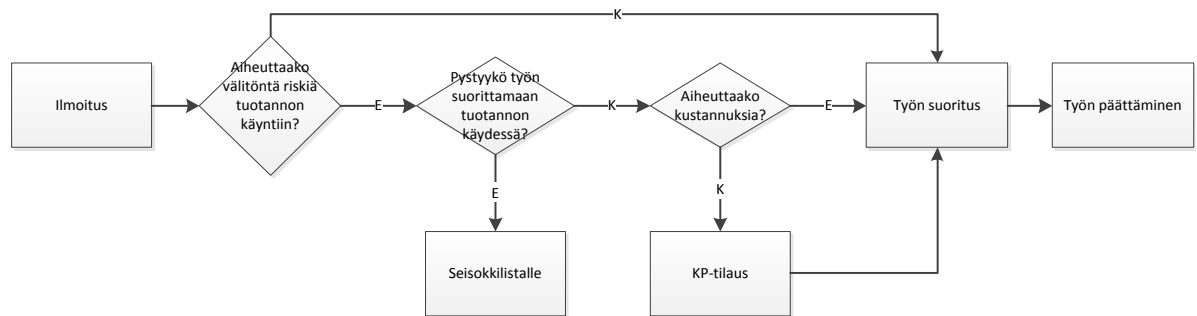 K
Ilmoitus
Aiheuttaako
välitöntä riskiä
tuotannon
käyntiin?
E
Pystyykö työn
suorittamaan
tuotannon
käydessä?
K
Aiheuttaako
kustannuksia?
E
Työn suoritus
Työn päättäminen
E
K
Seisokkilistalle
KP-tilaus